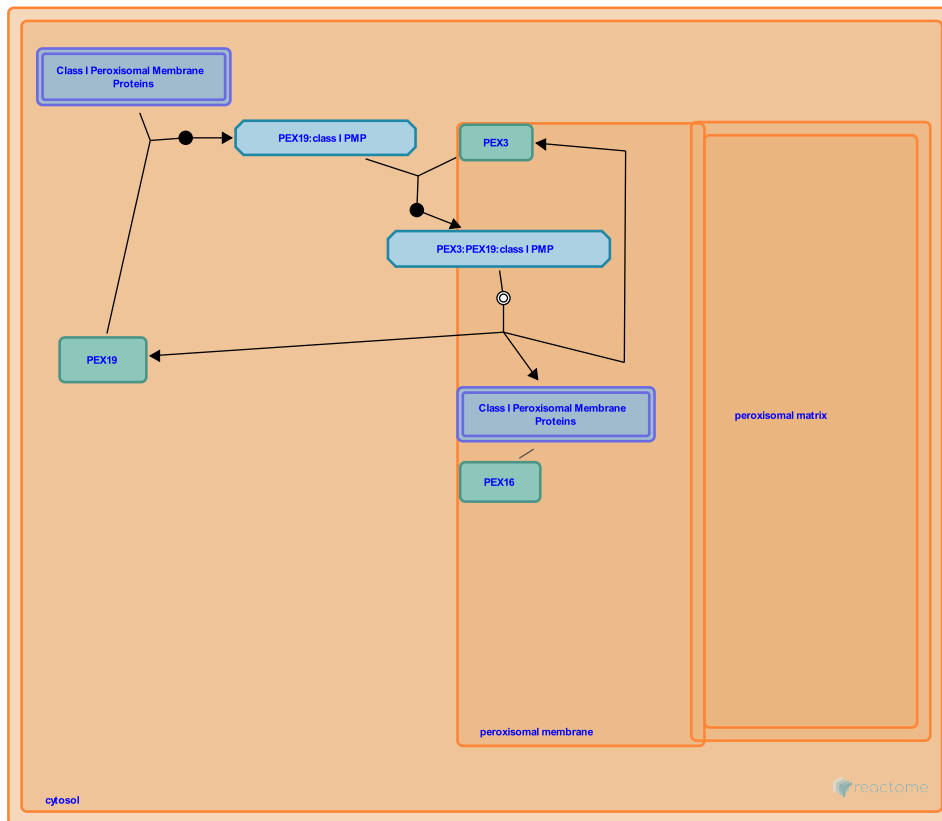 Class I Peroxisomal Membrane
Proteins
PEX19:class I PMP
PEX3
PEX3:PEX19:class I PMP
PEX19
Class I Peroxisomal Membrane
Proteins
peroxisomal matrix
PEX16
peroxisomal membrane
reactome
cytosol